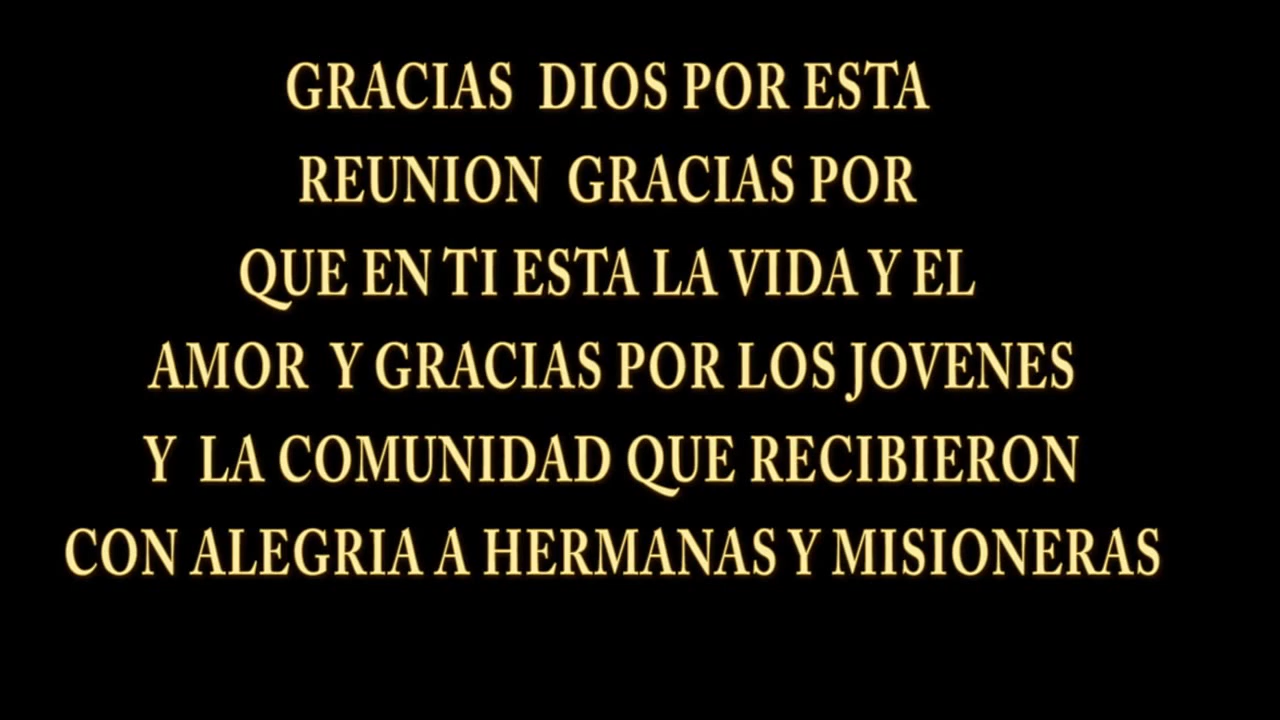 GRACIAS DIOS POR ESTA
REUNION GRACIAS POR
QUE EN TI ESTA LA VIDA Y EL
AMOR Y GRACIAS POR LOS JOVENES
Y LA COMUNIDAD QUE RECIBIERON
CON ALEGRIA A HERMANAS Y MISIONERAS